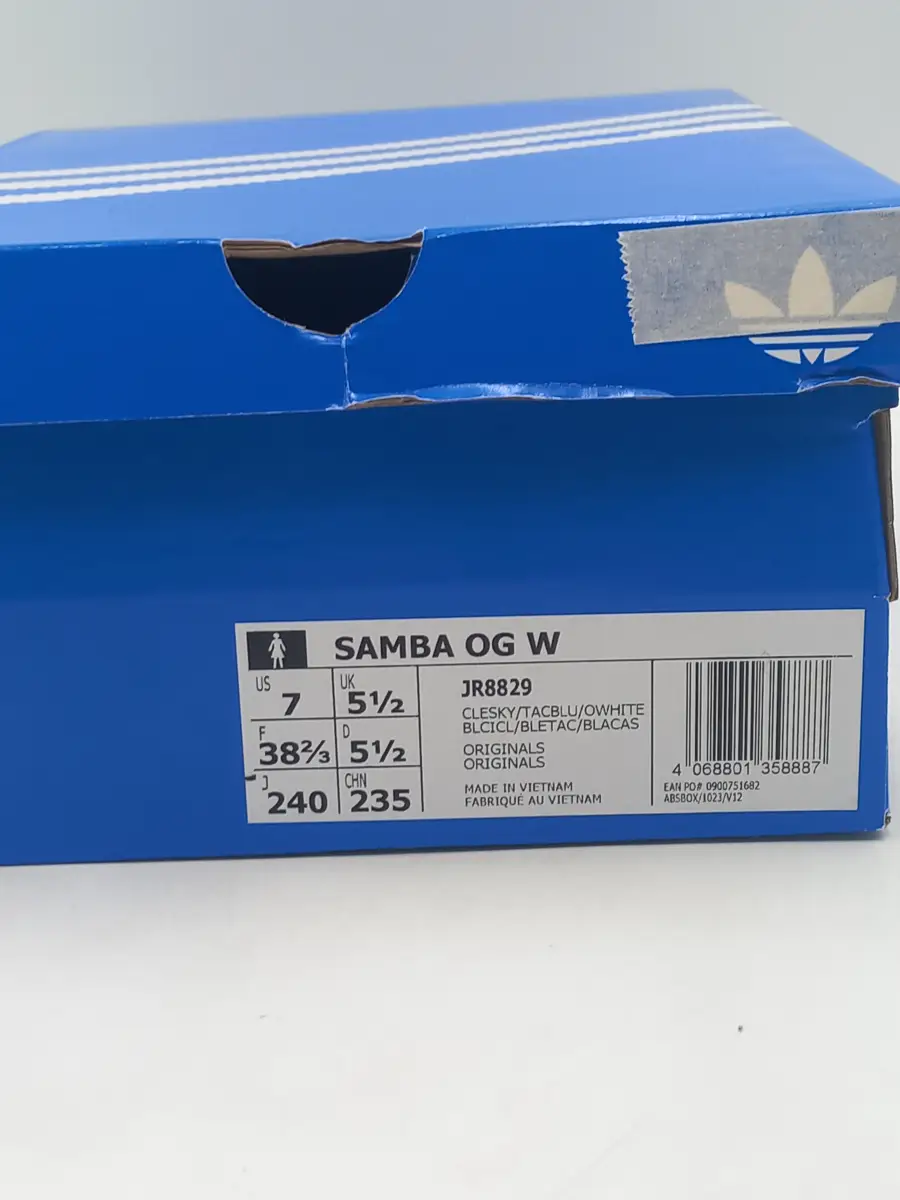 SAMBA OG W
US 7
UK 5½
F 38⅔
D 5½
J 240
CHN 235
JR8829
CLESKY/TACBLU/OWHITE
BLCICL/BLETAC/BLACAS
ORIGINALS
ORIGINALS
MADE IN VIETNAM
FABRIQUÉ AU VIETNAM
4 068801 358887
EAN PO# 0900751682
ABSBOX/1023/V12